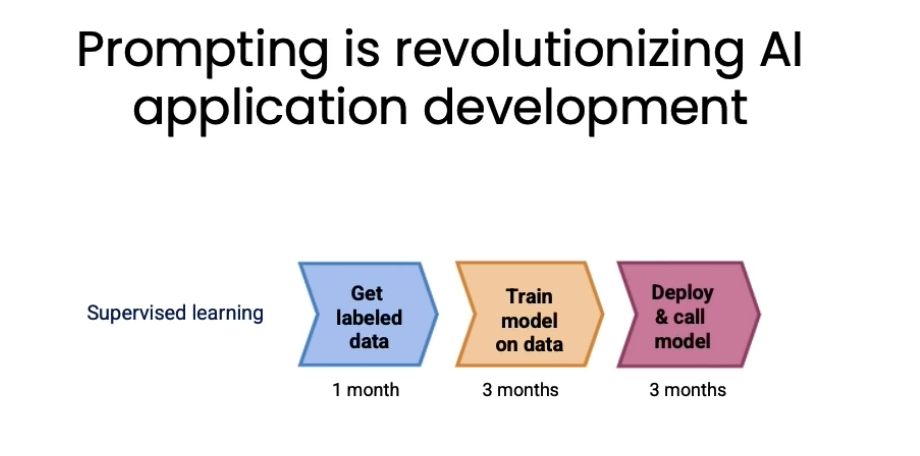 Prompting is revolutionizing AI
application development
Supervised learning
Get
labeled
data
Train
model
on data
Deploy
& call
model
1 month
3 months
3 months